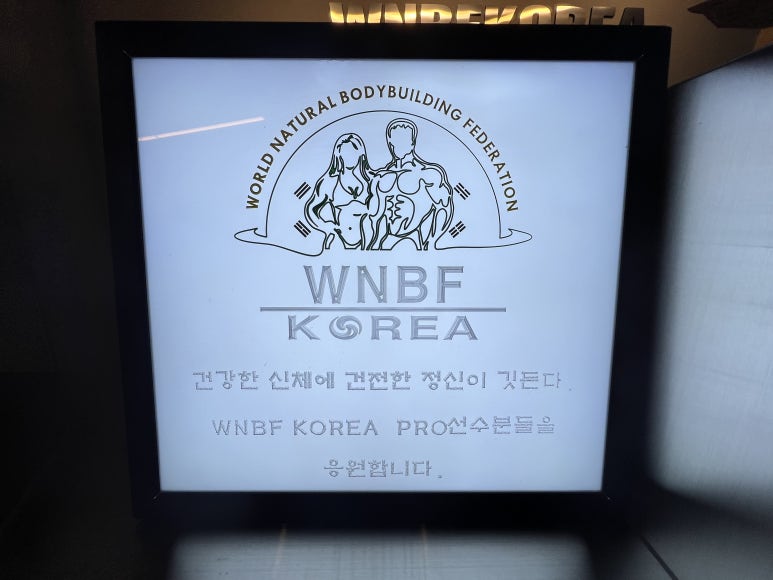 WNBFKOREA
WORLD NATURAL BODYBUILDING FEDERATION
WNBF
KOREA
건강한 신체에 건전한 정신이 깃든다.
WNBF KOREA PRO선수분들을
응원합니다.